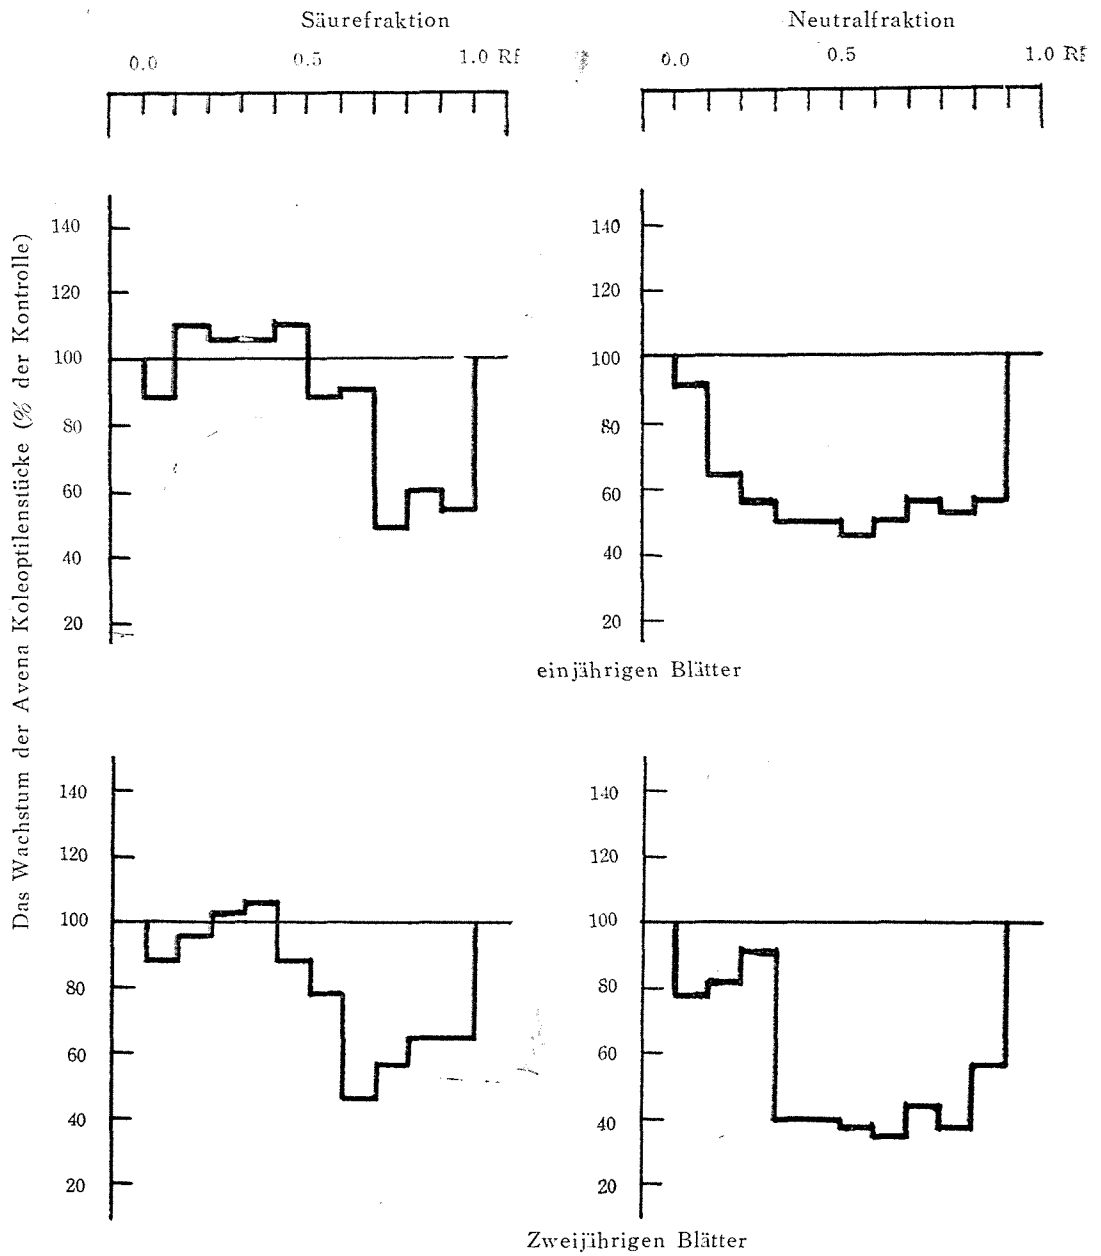 Säurefraktion Neutralfraktion
0.0 0.5 1.0 Rf 0.0 0.5 1.0 Rf
Das Wachstum der Avena Koleoptilenstücke (% der Kontrolle)
140 140
120 120
100 100
80 80
60 60
40 40
20 20
einjährigen Blätter
140 140
120 120
100 100
80 80
60 60
40 40
20 20
Zweijährigen Blätter